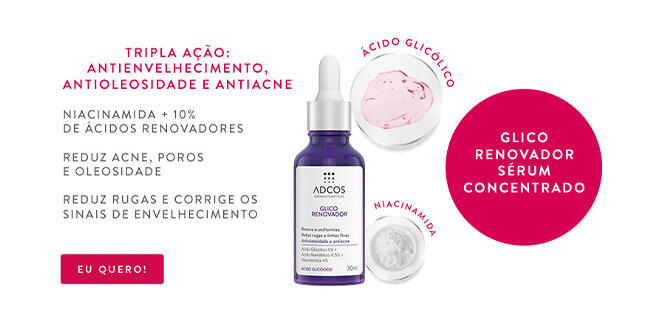 TRIPLA AÇÃO:
ANTIENVELHECIMENTO,
ANTIOLEOSIDADE E ANTIACNE
NIACINAMIDA + 10%
DE ÁCIDOS RENOVADORES
REDUZ ACNE, POROS
E OLEOSIDADE
REDUZ RUGAS E CORRIGE OS
SINAIS DE ENVELHECIMENTO
EU QUERO!
ADCOS
GLICO
RENOVADOR
Renova e uniformiza
Reduz rugas e linhas finas
Antioleosidade e antiacne
Ácido Glicólico 5% +
Ácido Mandélico 4,5% +
Niacinamida 4%
ÁCIDO GLICÓLICO
30ml
ÁCIDO GLICÓLICO
NIACINAMIDA
GLICO
RENOVADOR
SÉRUM
CONCENTRADO